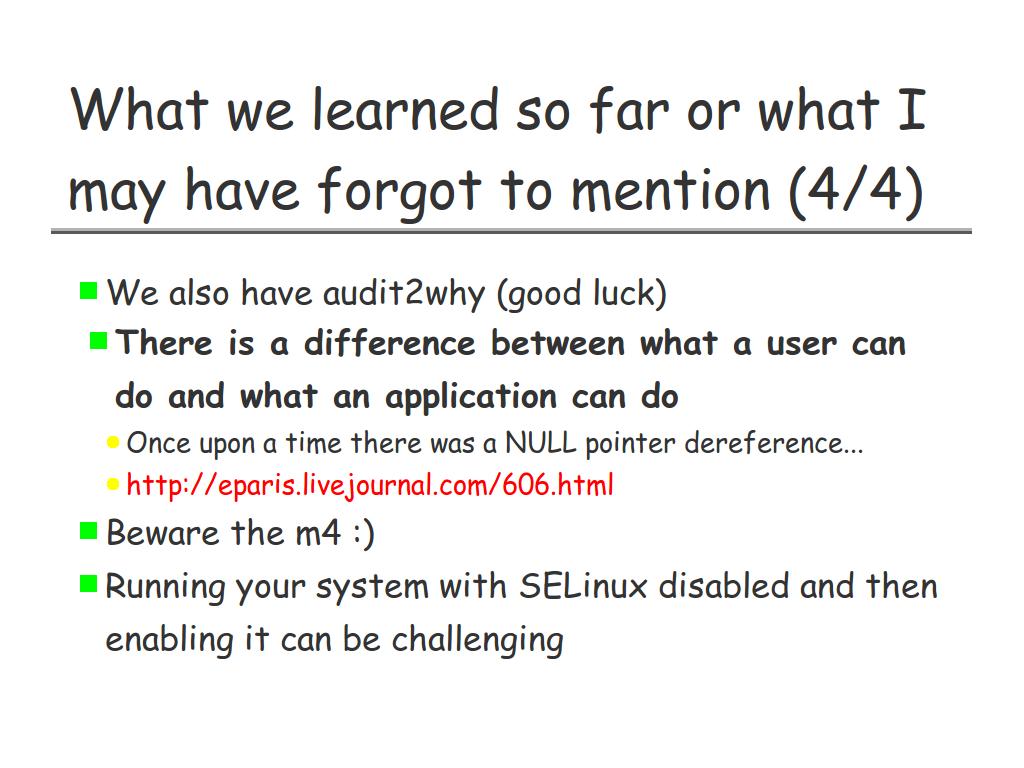 What we learned so far or what I
may have forgot to mention (4/4)
We also have audit2why (good luck)
There is a difference between what a user can
do and what an application can do
Once upon a time there was a NULL pointer dereference...
http://eparis.livejournal.com/606.html
Beware the m4 :)
Running your system with SELinux disabled and then
enabling it can be challenging